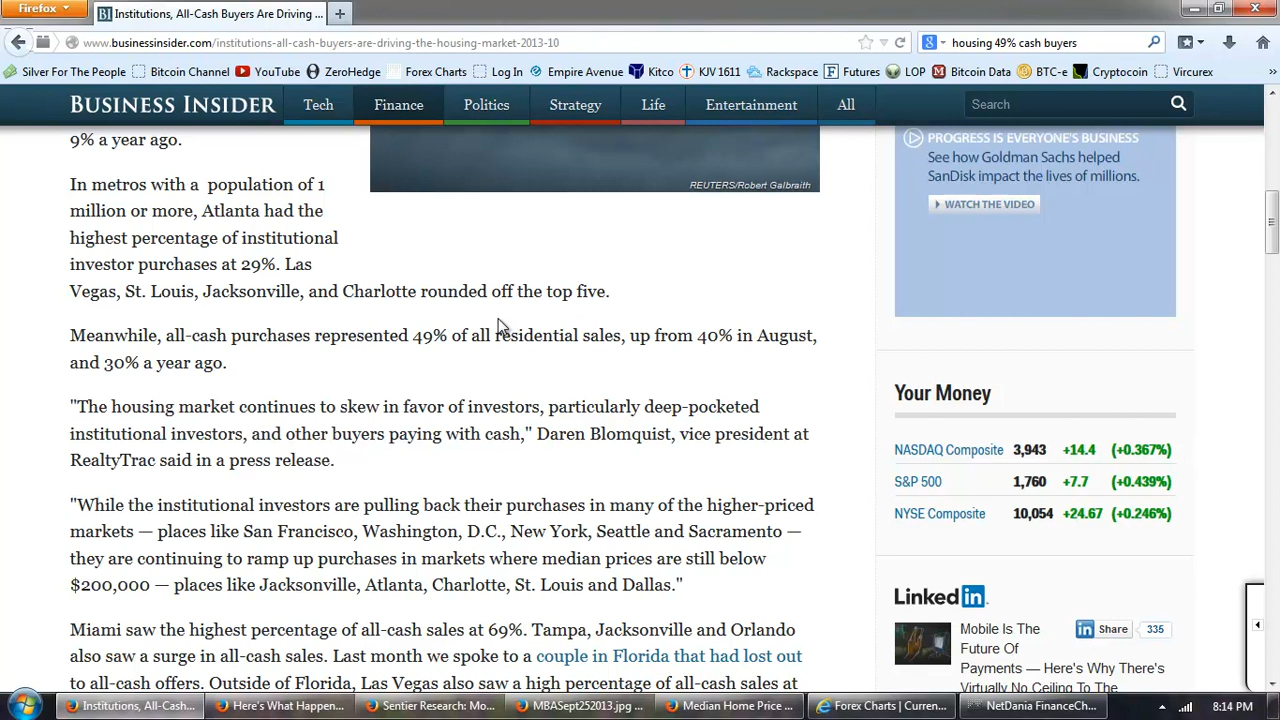 Firefox
Institutions, All-Cash Buyers Are Driving ...
www.businessinsider.com/institutions-all-cash-buyers-are-driving-the-housing-market-2013-10
housing 49% cash buyers
Silver For The People
Bitcoin Channel
YouTube
ZeroHedge
Forex Charts
Log In
Empire Avenue
Kitco
KJV 1611
Rackspace
Futures
LOP
Bitcoin Data
BTC-e
Cryptocoin
Vircurex
»
BUSINESS INSIDER
Tech
Finance
Politics
Strategy
Life
Entertainment
All
Search
9% a year ago.
REUTERS/Robert Galbraith
In metros with a population of 1
million or more, Atlanta had the
highest percentage of institutional
investor purchases at 29%. Las
Vegas, St. Louis, Jacksonville, and Charlotte rounded off the top five.
Meanwhile, all-cash purchases represented 49% of all residential sales, up from 40% in August,
and 30% a year ago.
"The housing market continues to skew in favor of investors, particularly deep-pocketed
institutional investors, and other buyers paying with cash," Daren Blomquist, vice president at
RealtyTrac said in a press release.
"While the institutional investors are pulling back their purchases in many of the higher-priced
markets — places like San Francisco, Washington, D.C., New York, Seattle and Sacramento —
they are continuing to ramp up purchases in markets where median prices are still below
$200,000 — places like Jacksonville, Atlanta, Charlotte, St. Louis and Dallas."
Miami saw the highest percentage of all-cash sales at 69%. Tampa, Jacksonville and Orlando
also saw a surge in all-cash sales. Last month we spoke to a couple in Florida that had lost out
to all-cash offers. Outside of Florida, Las Vegas also saw a high percentage of all-cash sales at
PROGRESS IS EVERYONE'S BUSINESS
See how Goldman Sachs helped
SanDisk impact the lives of millions.
WATCH THE VIDEO
Your Money
NASDAQ Composite 3,943 +14.4 (+0.367%)
S&P 500 1,760 +7.7 (+0.439%)
NYSE Composite 10,054 +24.67 (+0.246%)
Linked in
Mobile Is The
Future Of
Payments — Here's Why There's
Virtually No Ceiling To The
in Share 335
Institutions, All-Cas...
Here's What Happen...
Sentier Research: Mo...
MBASept252013.jpg ...
Median Home Price ...
Forex Charts | Curren...
NetDania FinanceCh...
8:14 PM